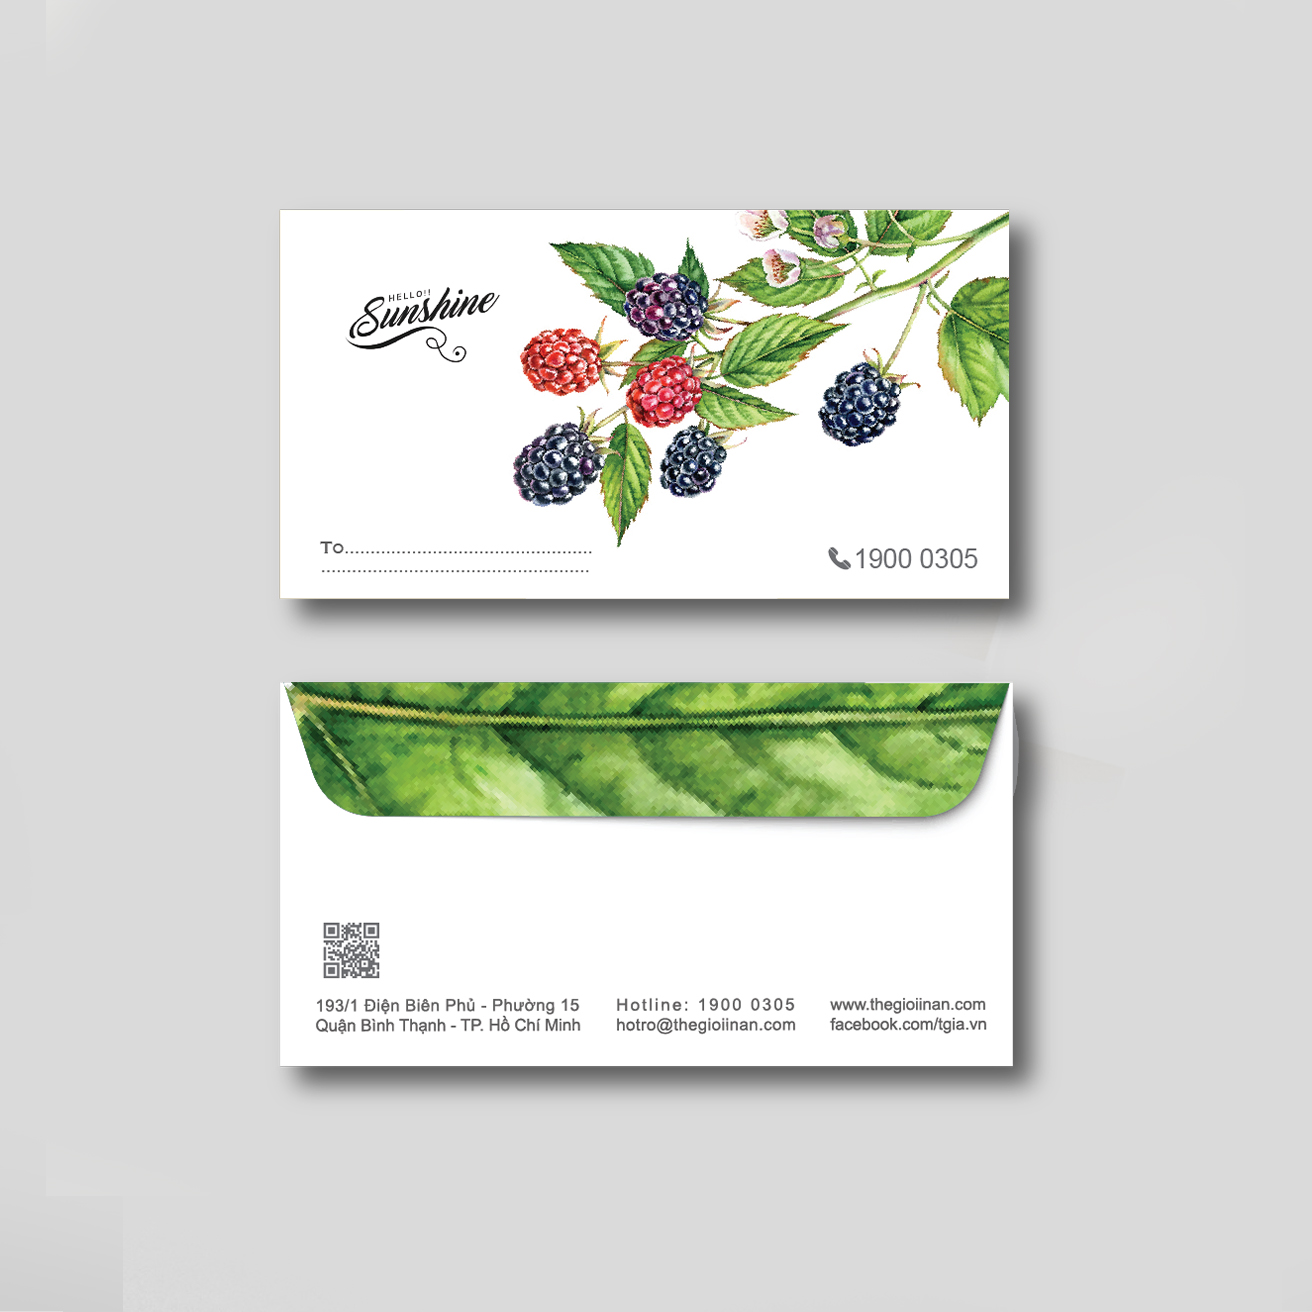 HELLO!!
Sunshine
To................................................
....................................................
1900 0305
193/1 Điện Biên Phủ - Phường 15
Quận Bình Thạnh - TP. Hồ Chí Minh
Hotline: 1900 0305
hotro@thegioiinan.com
www.thegioiinan.com
facebook.com/tgia.vn